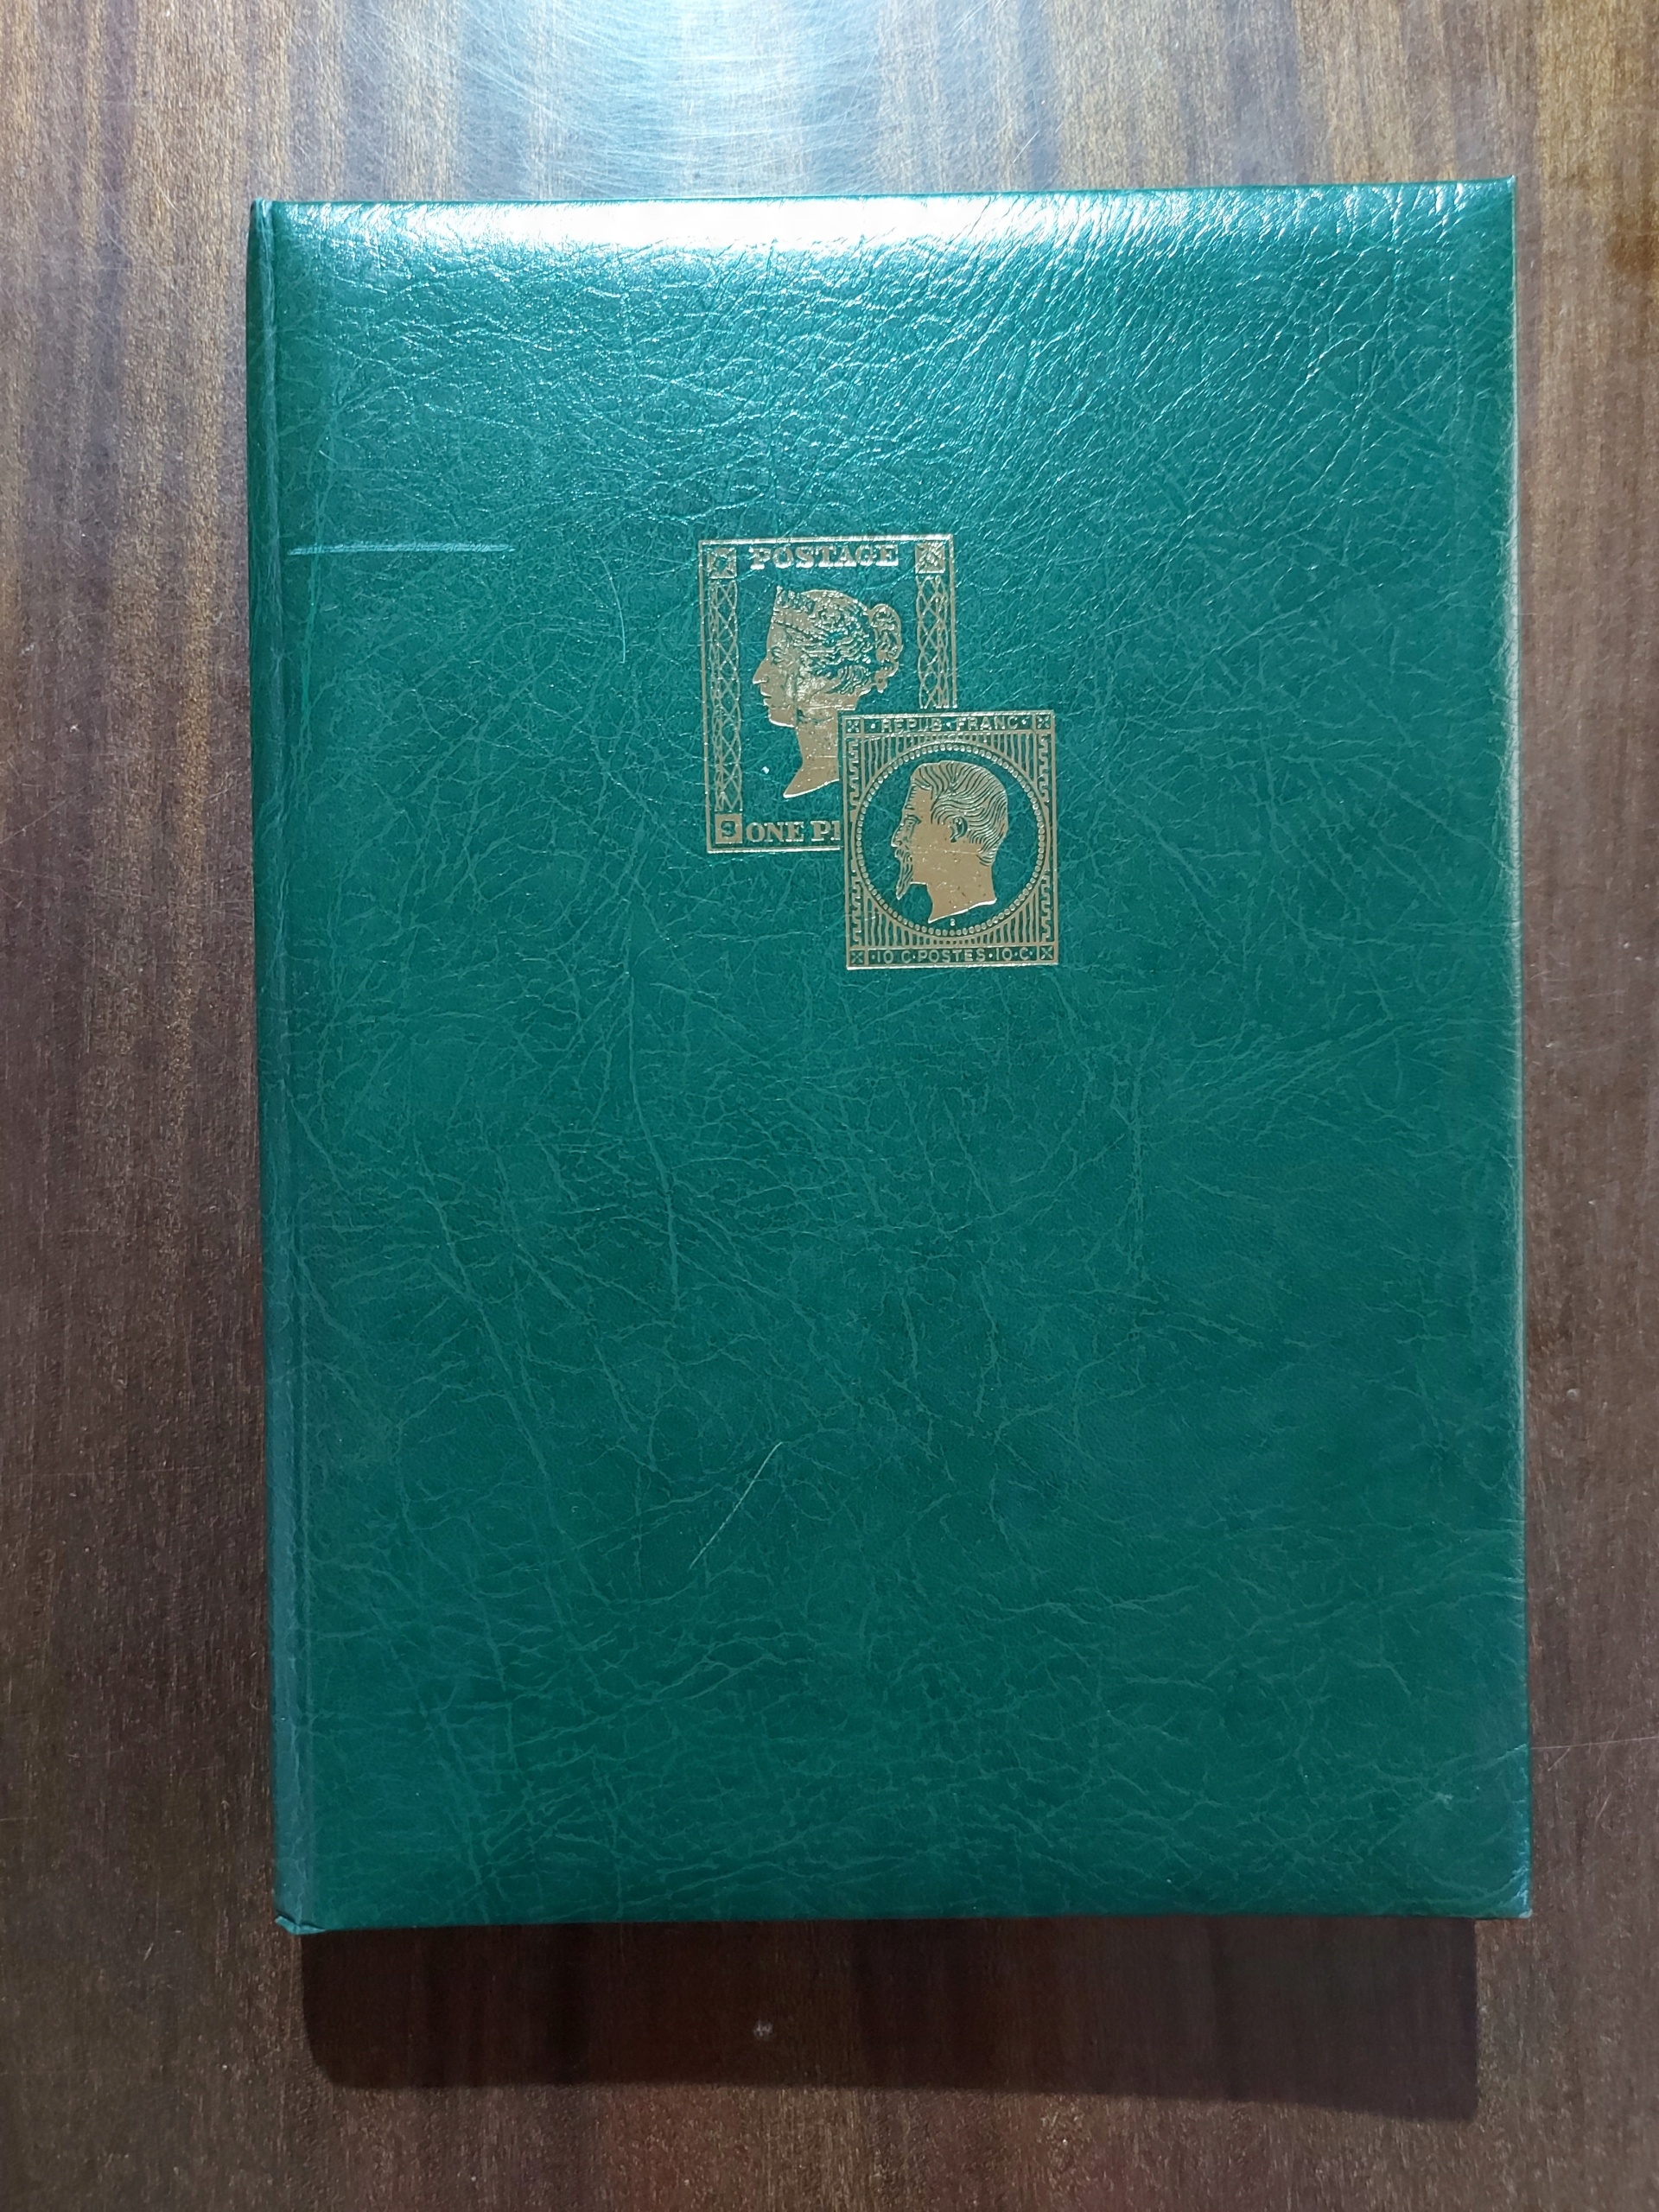 POSTAGE
ONE P
· REPUB · FRANC ·
· 10 C · POSTES · 10 · C ·